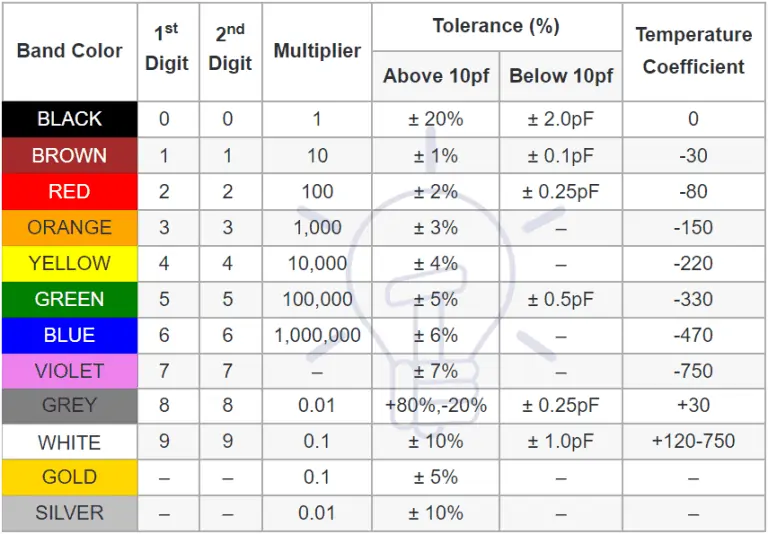 Band Color 1st Digit 2nd Digit Multiplier Tolerance (%) Temperature Coefficient
Above 10pf Below 10pf
BLACK 0 0 1 ± 20% ± 2.0pF 0
BROWN 1 1 10 ± 1% ± 0.1pF -30
RED 2 2 100 ± 2% ± 0.25pF -80
ORANGE 3 3 1,000 ± 3% – -150
YELLOW 4 4 10,000 ± 4% – -220
GREEN 5 5 100,000 ± 5% ± 0.5pF -330
BLUE 6 6 1,000,000 ± 6% – -470
VIOLET 7 7 – ± 7% – -750
GREY 8 8 0.01 +80%,-20% ± 0.25pF +30
WHITE 9 9 0.1 ± 10% ± 1.0pF +120-750
GOLD – – 0.1 ± 5% – –
SILVER – – 0.01 ± 10% – –